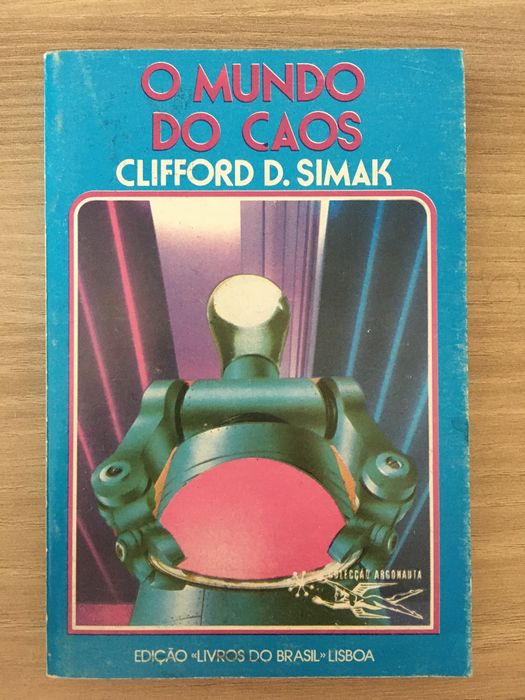 O MUNDO
DO CAOS
CLIFFORD D. SIMAK
COLECÇÃO ARGONAUTA
EDIÇÃO «LIVROS DO BRASIL» LISBOA